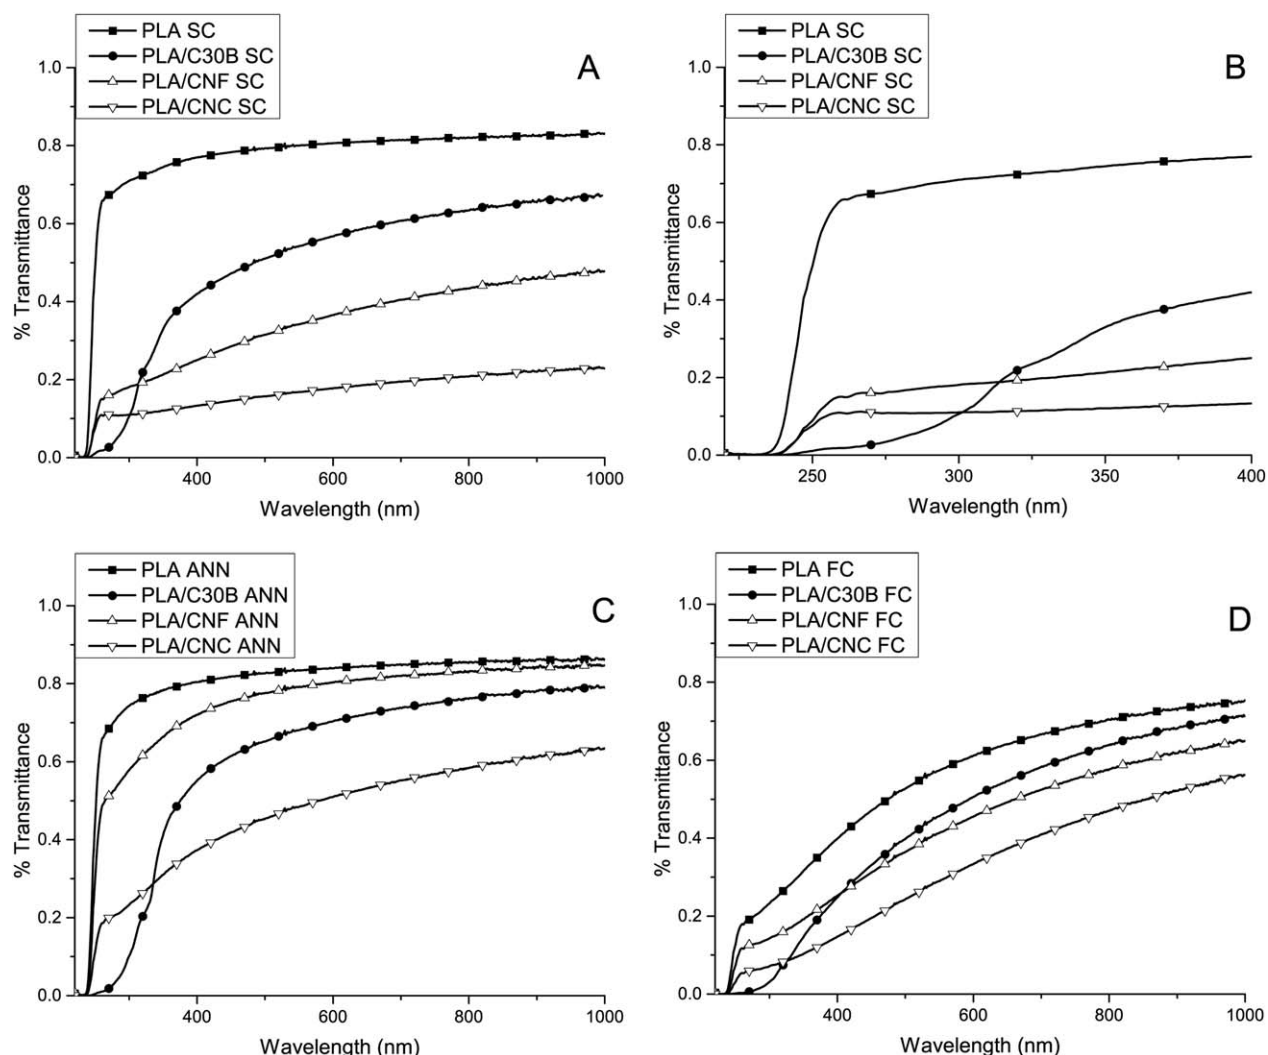 PLA SC
PLA/C30B SC
PLA/CNF SC
PLA/CNC SC
A
1.0
0.8
0.6
0.4
0.2
0.0
% Transmittance
400
600
800
1000
Wavelength (nm)
PLA SC
PLA/C30B SC
PLA/CNF SC
PLA/CNC SC
B
1.0
0.8
0.6
0.4
0.2
0.0
% Transmittance
250
300
350
400
Wavelength (nm)
PLA ANN
PLA/C30B ANN
PLA/CNF ANN
PLA/CNC ANN
C
1.0
0.8
0.6
0.4
0.2
0.0
% Transmittance
400
600
800
1000
Wavelength (nm)
PLA FC
PLA/C30B FC
PLA/CNF FC
PLA/CNC FC
D
1.0
0.8
0.6
0.4
0.2
0.0
% Transmittance
400
600
800
1000
Wavelength (nm)